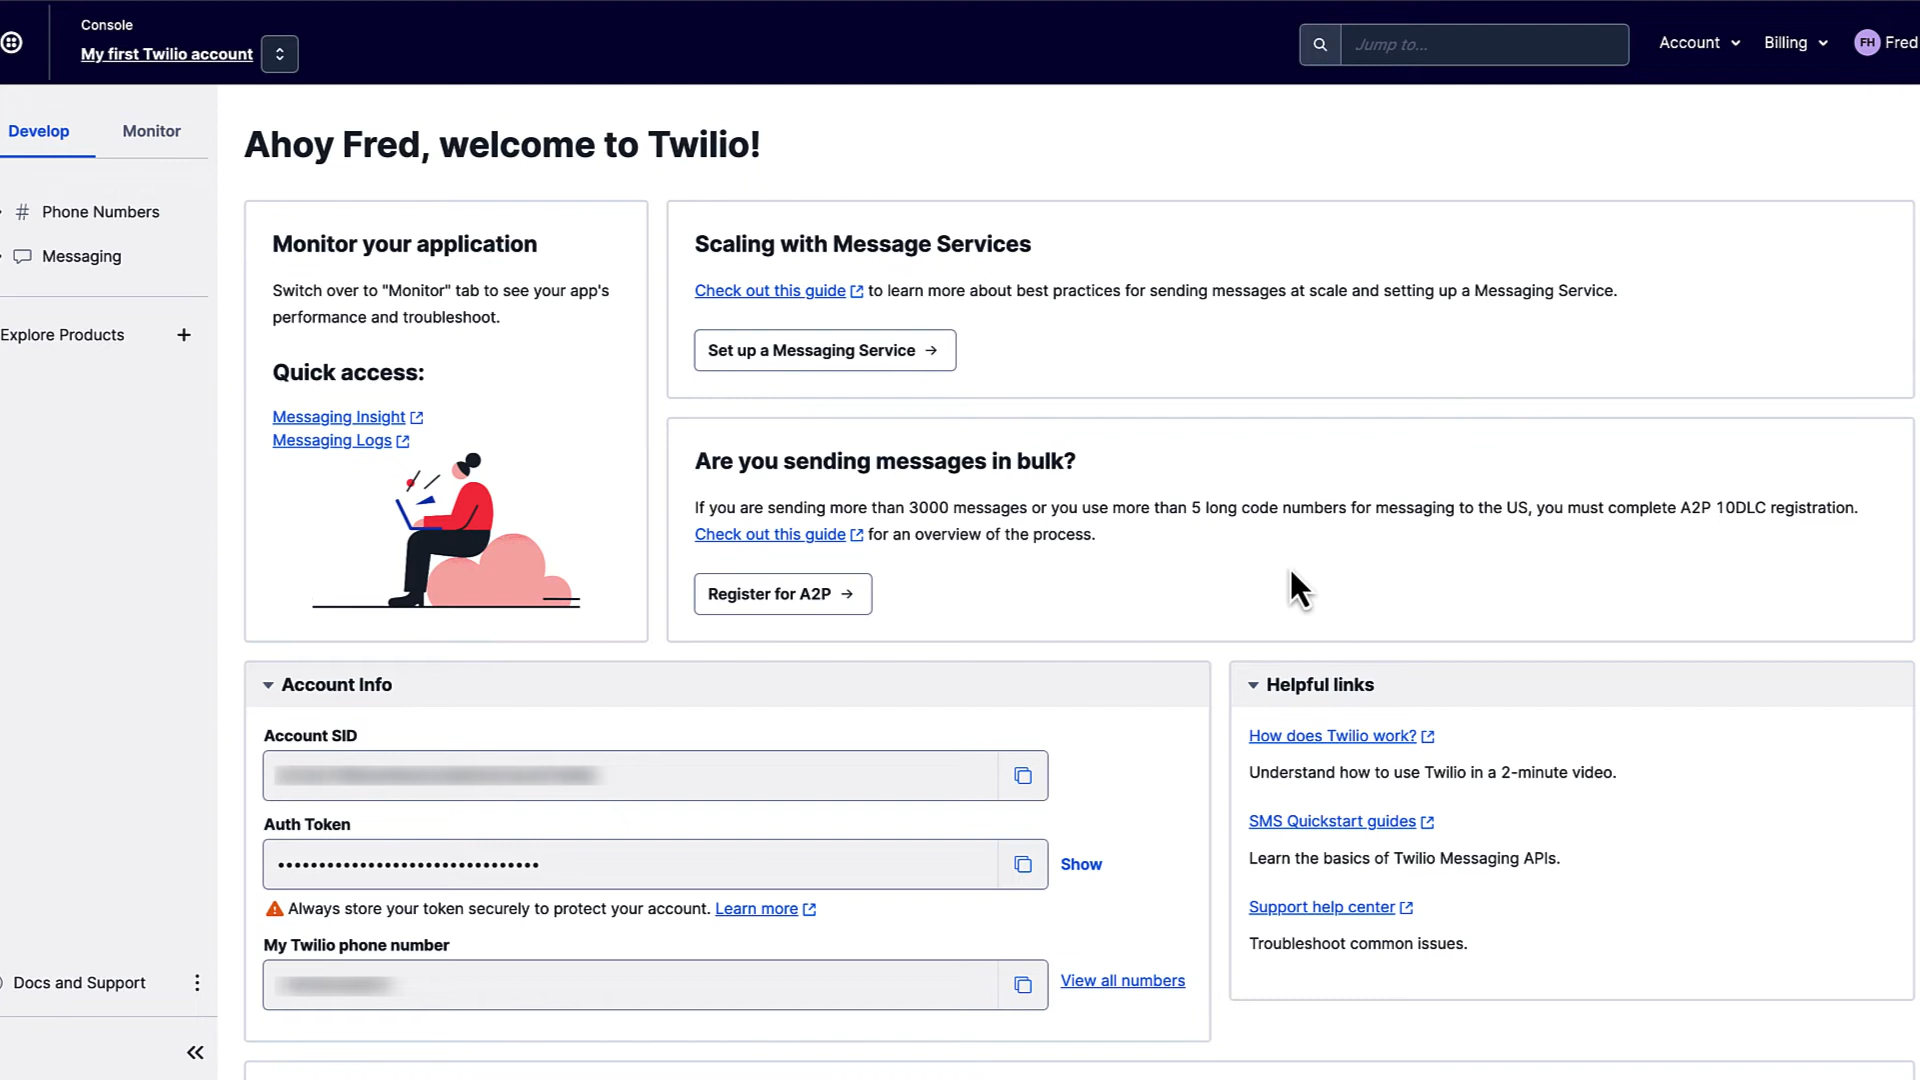 Console
My first Twilio account
Jump to...
Account
Billing
FH Fred
Develop
Monitor
Phone Numbers
Messaging
Explore Products
Docs and Support
Ahoy Fred, welcome to Twilio!
Monitor your application
Switch over to "Monitor" tab to see your app's
performance and troubleshoot.
Quick access:
Messaging Insight
Messaging Logs
Scaling with Message Services
Check out this guide to learn more about best practices for sending messages at scale and setting up a Messaging Service.
Set up a Messaging Service
Are you sending messages in bulk?
If you are sending more than 3000 messages or you use more than 5 long code numbers for messaging to the US, you must complete A2P 10DLC registration.
Check out this guide for an overview of the process.
Register for A2P
Account Info
Account SID
Auth Token
Show
Always store your token securely to protect your account. Learn more
My Twilio phone number
View all numbers
Helpful links
How does Twilio work?
Understand how to use Twilio in a 2-minute video.
SMS Quickstart guides
Learn the basics of Twilio Messaging APIs.
Support help center
Troubleshoot common issues.